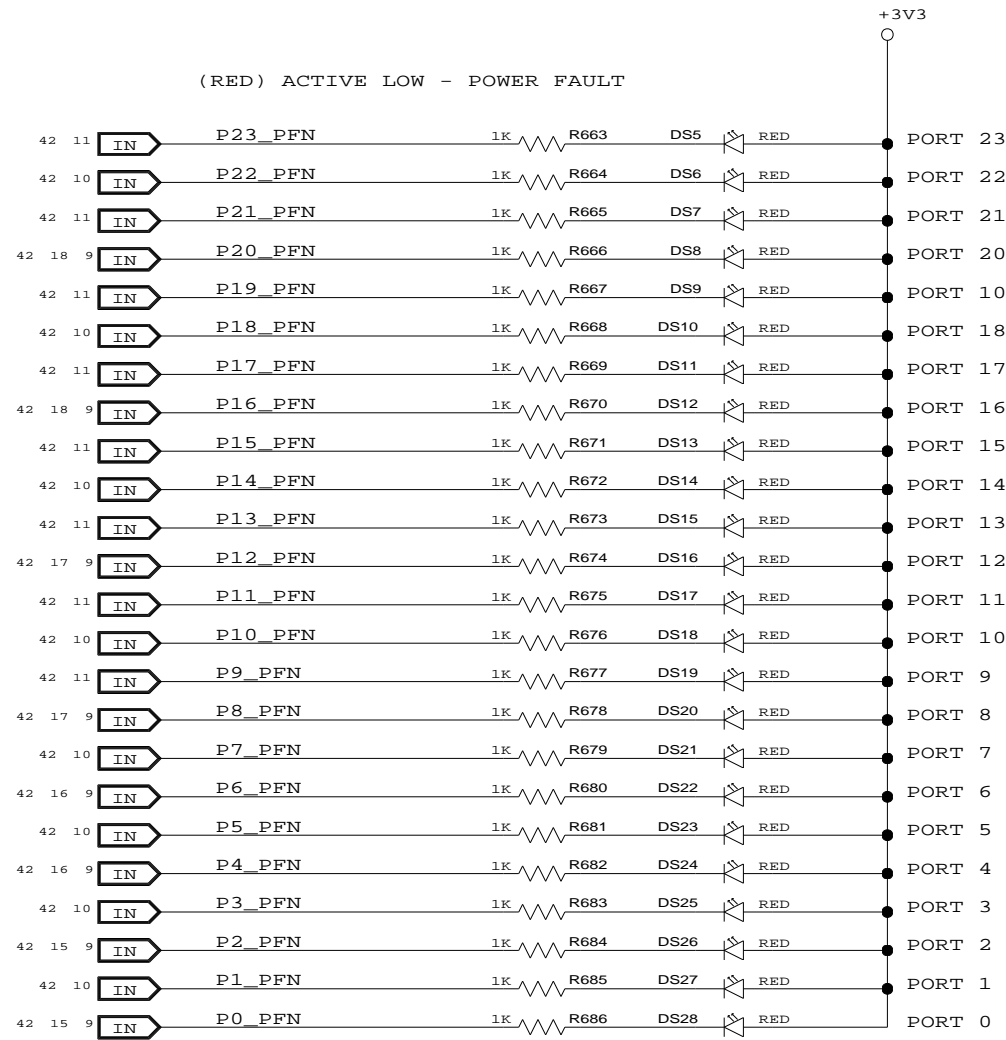 +3V3
(RED) ACTIVE LOW - POWER FAULT
42 11 IN P23_PFN 1K R663 DS5 RED PORT 23
42 10 IN P22_PFN 1K R664 DS6 RED PORT 22
42 11 IN P21_PFN 1K R665 DS7 RED PORT 21
42 18 9 IN P20_PFN 1K R666 DS8 RED PORT 20
42 11 IN P19_PFN 1K R667 DS9 RED PORT 10
42 10 IN P18_PFN 1K R668 DS10 RED PORT 18
42 11 IN P17_PFN 1K R669 DS11 RED PORT 17
42 18 9 IN P16_PFN 1K R670 DS12 RED PORT 16
42 11 IN P15_PFN 1K R671 DS13 RED PORT 15
42 10 IN P14_PFN 1K R672 DS14 RED PORT 14
42 11 IN P13_PFN 1K R673 DS15 RED PORT 13
42 17 9 IN P12_PFN 1K R674 DS16 RED PORT 12
42 11 IN P11_PFN 1K R675 DS17 RED PORT 11
42 10 IN P10_PFN 1K R676 DS18 RED PORT 10
42 11 IN P9_PFN 1K R677 DS19 RED PORT 9
42 17 9 IN P8_PFN 1K R678 DS20 RED PORT 8
42 10 IN P7_PFN 1K R679 DS21 RED PORT 7
42 16 9 IN P6_PFN 1K R680 DS22 RED PORT 6
42 10 IN P5_PFN 1K R681 DS23 RED PORT 5
42 16 9 IN P4_PFN 1K R682 DS24 RED PORT 4
42 10 IN P3_PFN 1K R683 DS25 RED PORT 3
42 15 9 IN P2_PFN 1K R684 DS26 RED PORT 2
42 10 IN P1_PFN 1K R685 DS27 RED PORT 1
42 15 9 IN P0_PFN 1K R686 DS28 RED PORT 0